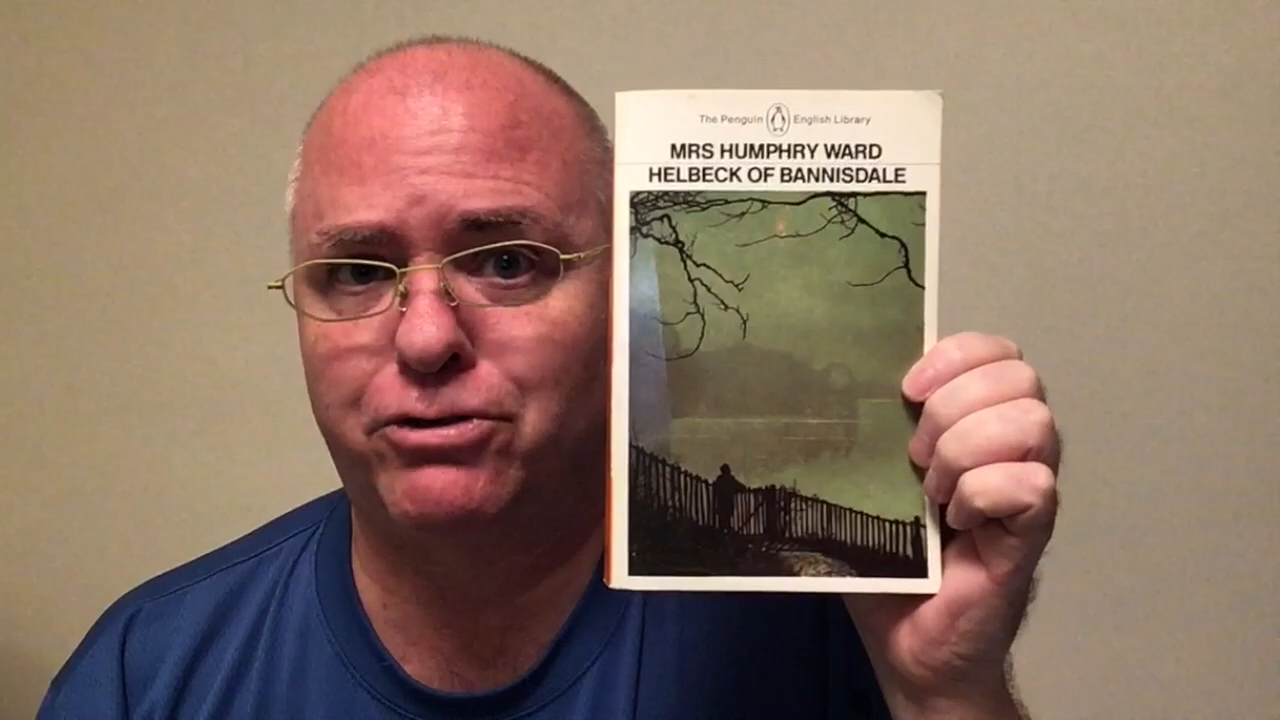 The Penguin English Library
MRS HUMPHRY WARD
HELBECK OF BANNISDALE